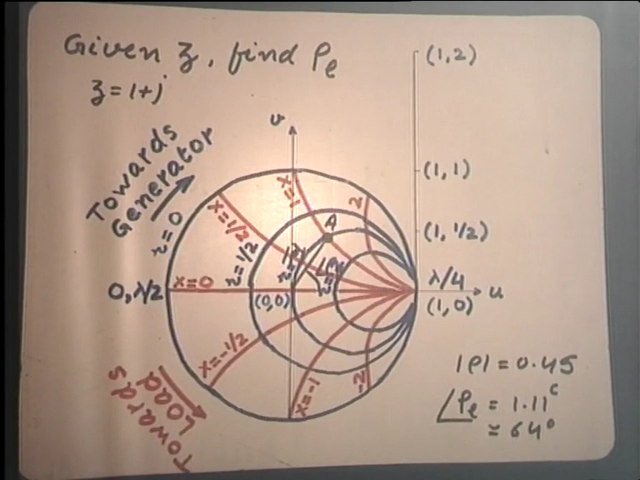 Given z, find ρe
z = 1+j
(1,2)
v
Towards
Generator
(1,1)
x=1
2
x=1/2
r=0
A
(1,1/2)
r=1/2
0,λ/2
x=0
(0,0)
λ/4
(1,0)
u
x=-1/2
x=-1
-2
Towards
LOAD
|ρ| = 0.45
∠ρe = 1.11ᶜ
≈ 64°